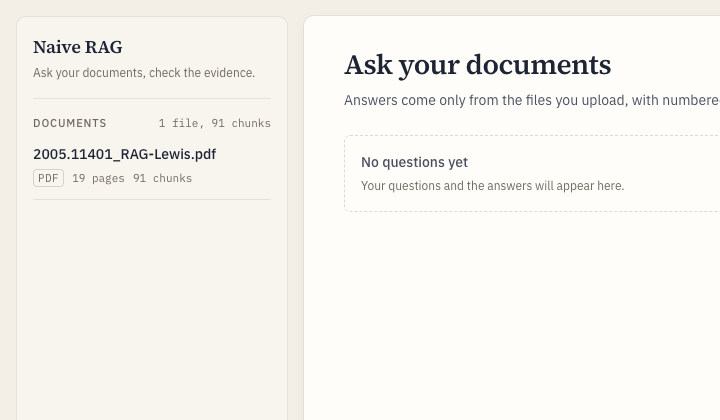 Naive RAG
Ask your documents, check the evidence.
DOCUMENTS 1 file, 91 chunks
2005.11401_RAG-Lewis.pdf
PDF 19 pages 91 chunks
Ask your documents
Answers come only from the files you upload, with numbere
No questions yet
Your questions and the answers will appear here.